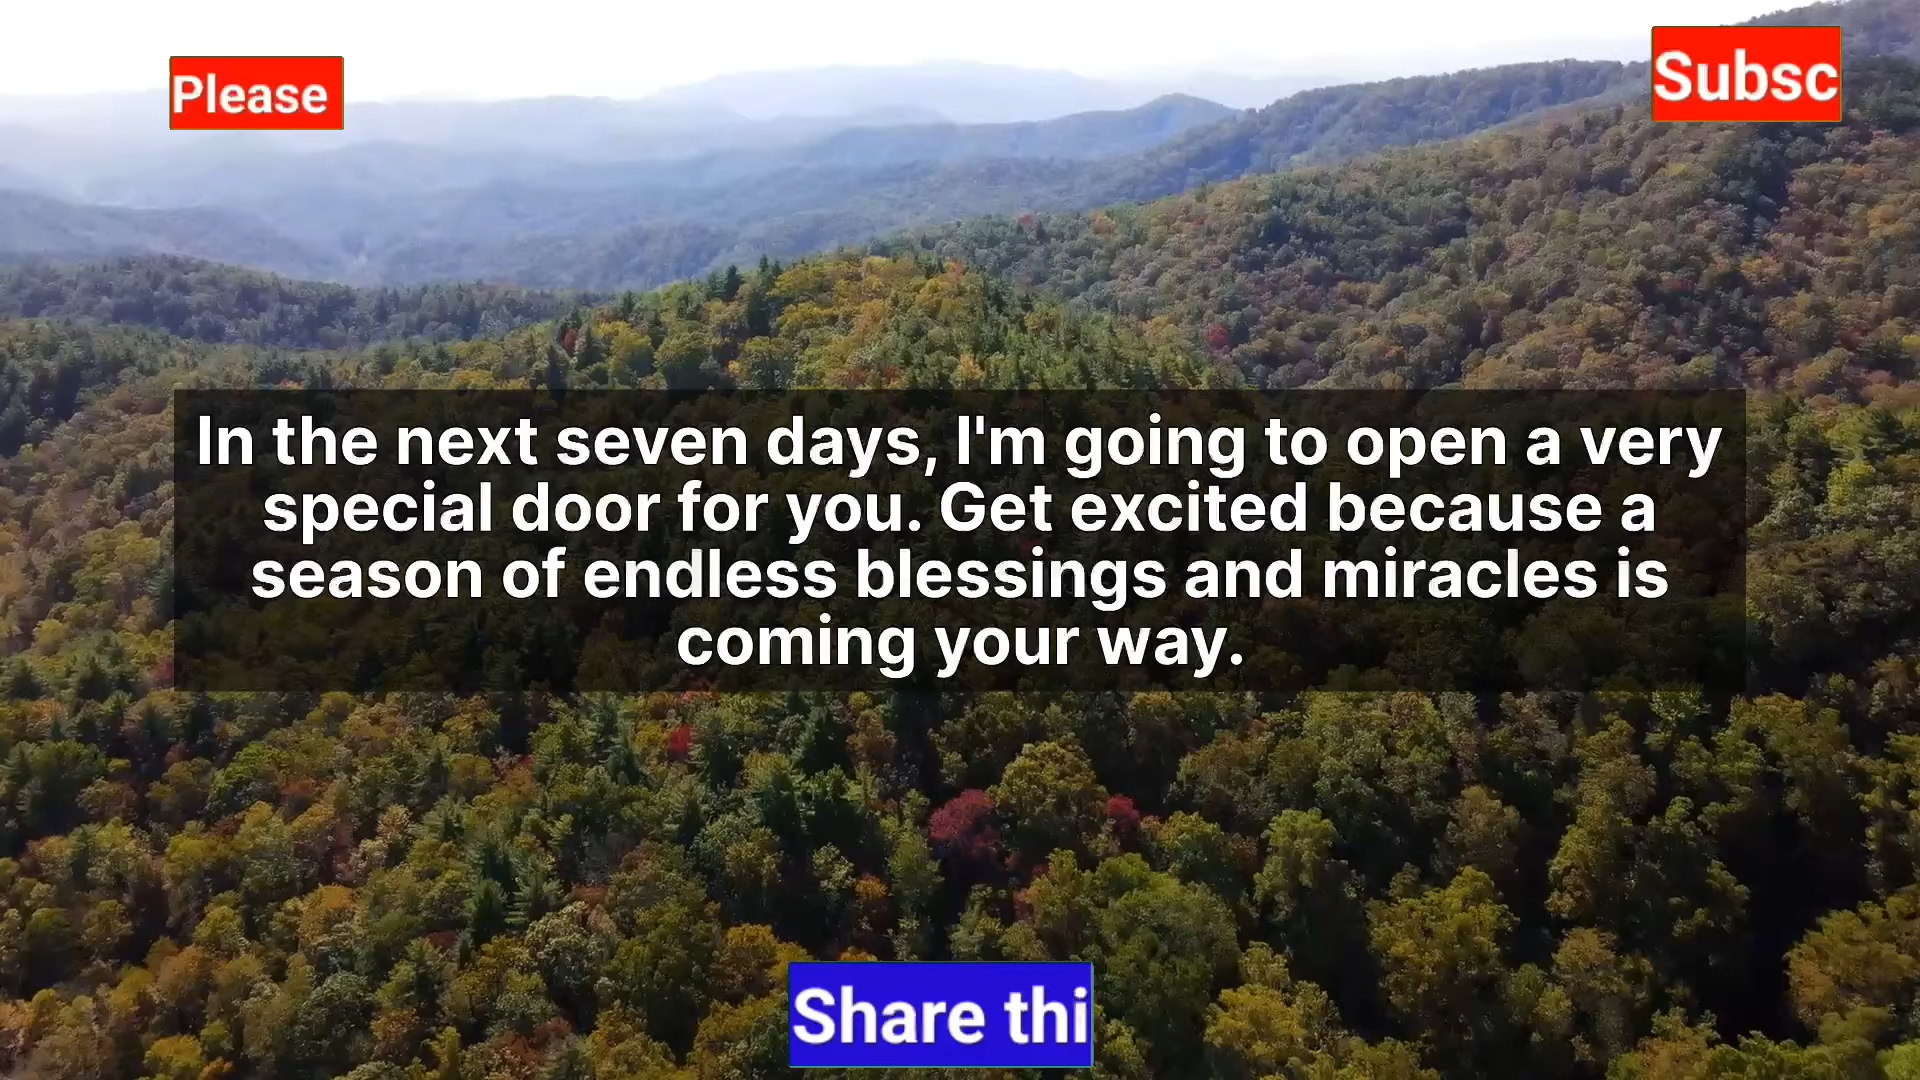 Please
Subsc
In the next seven days, I'm going to open a very
special door for you. Get excited because a
season of endless blessings and miracles is
coming your way.
Share thi